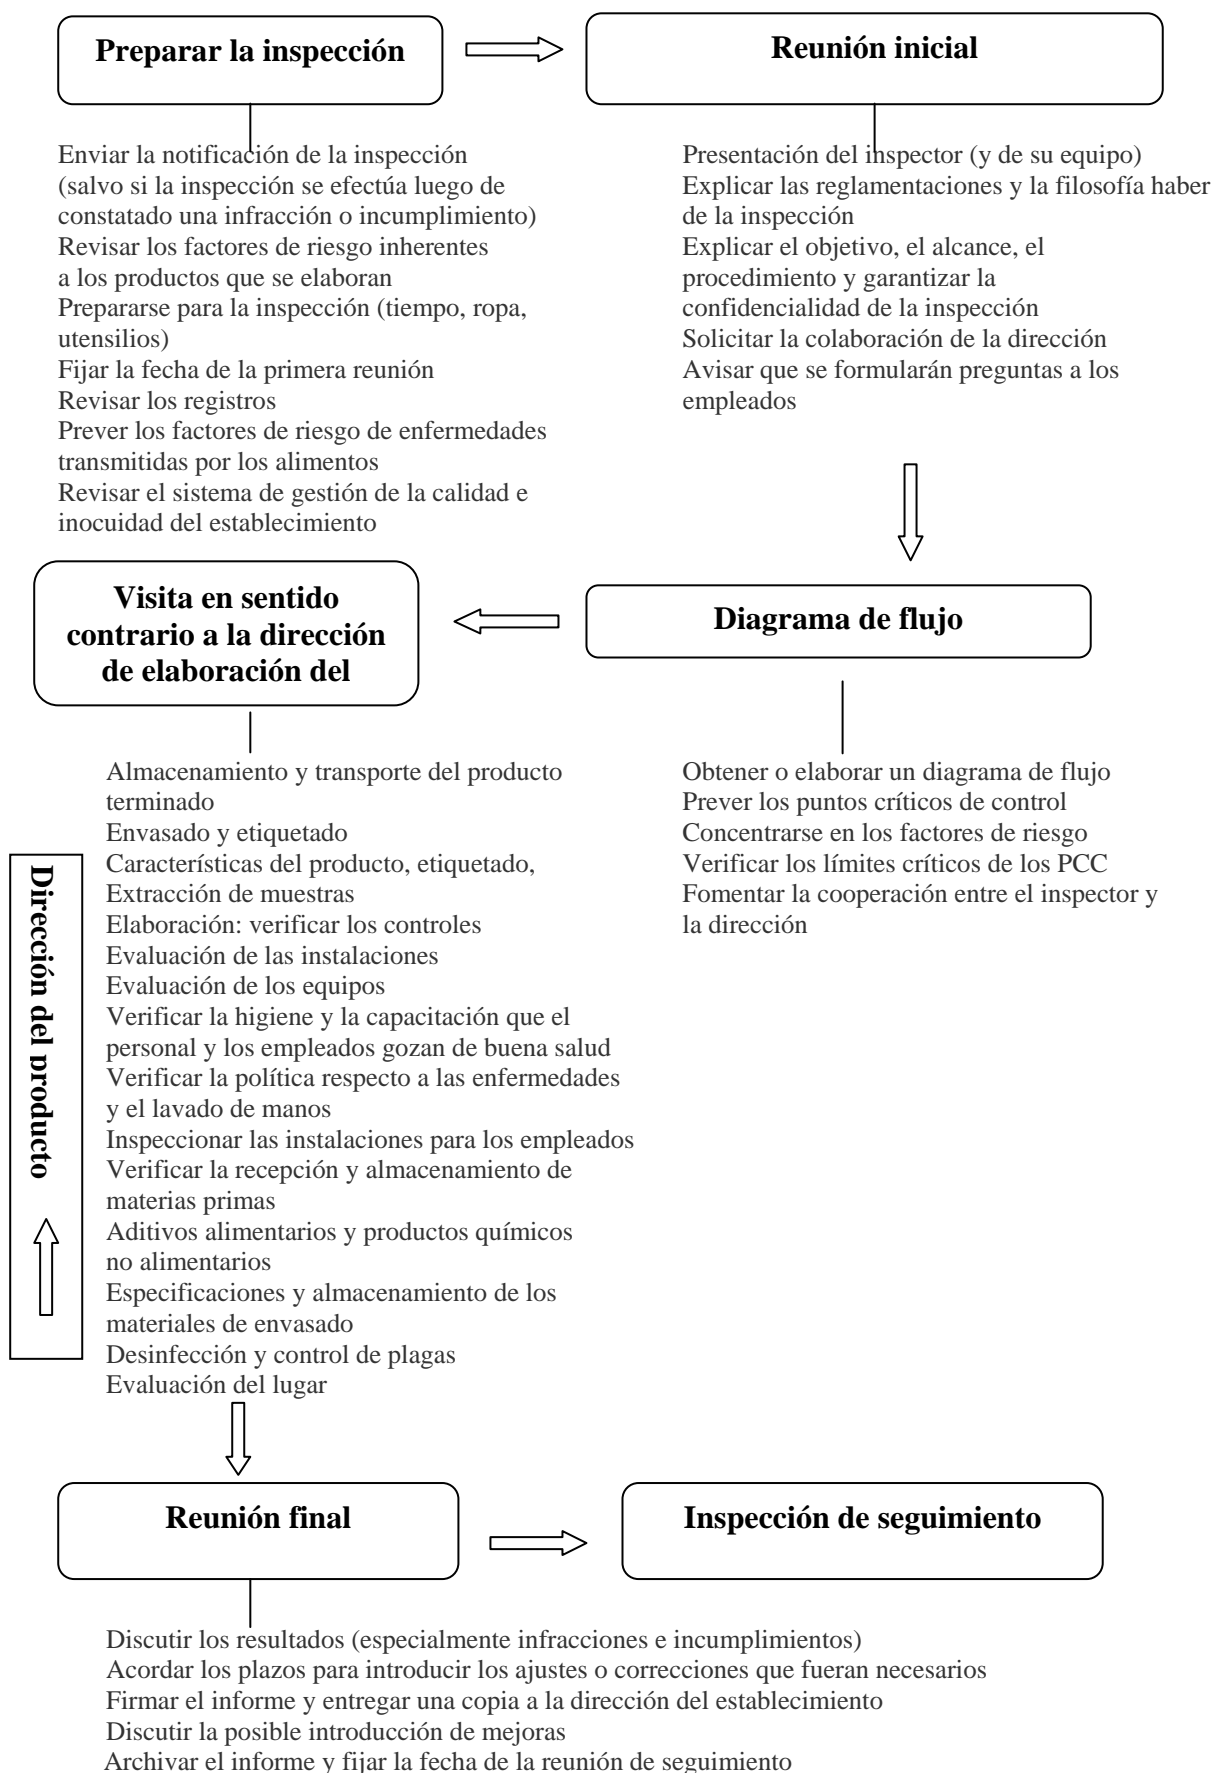 Preparar la inspección
Enviar la notificación de la inspección
(salvo si la inspección se efectúa luego de
constatado una infracción o incumplimiento)
Revisar los factores de riesgo inherentes
a los productos que se elaboran
Prepararse para la inspección (tiempo, ropa,
utensilios)
Fijar la fecha de la primera reunión
Revisar los registros
Prever los factores de riesgo de enfermedades
transmitidas por los alimentos
Revisar el sistema de gestión de la calidad e
inocuidad del establecimiento
Reunión inicial
Presentación del inspector (y de su equipo)
Explicar las reglamentaciones y la filosofía haber
de la inspección
Explicar el objetivo, el alcance, el
procedimiento y garantizar la
confidencialidad de la inspección
Solicitar la colaboración de la dirección
Avisar que se formularán preguntas a los
empleados
Diagrama de flujo
Obtener o elaborar un diagrama de flujo
Prever los puntos críticos de control
Concentrarse en los factores de riesgo
Verificar los límites críticos de los PCC
Fomentar la cooperación entre el inspector y
la dirección
Visita en sentido
contrario a la dirección
de elaboración del
Dirección del producto
Almacenamiento y transporte del producto
terminado
Envasado y etiquetado
Características del producto, etiquetado,
Extracción de muestras
Elaboración: verificar los controles
Evaluación de las instalaciones
Evaluación de los equipos
Verificar la higiene y la capacitación que el
personal y los empleados gozan de buena salud
Verificar la política respecto a las enfermedades
y el lavado de manos
Inspeccionar las instalaciones para los empleados
Verificar la recepción y almacenamiento de
materias primas
Aditivos alimentarios y productos químicos
no alimentarios
Especificaciones y almacenamiento de los
materiales de envasado
Desinfección y control de plagas
Evaluación del lugar
Reunión final
Discutir los resultados (especialmente infracciones e incumplimientos)
Acordar los plazos para introducir los ajustes o correcciones que fueran necesarios
Firmar el informe y entregar una copia a la dirección del establecimiento
Discutir la posible introducción de mejoras
Archivar el informe y fijar la fecha de la reunión de seguimiento
Inspección de seguimiento